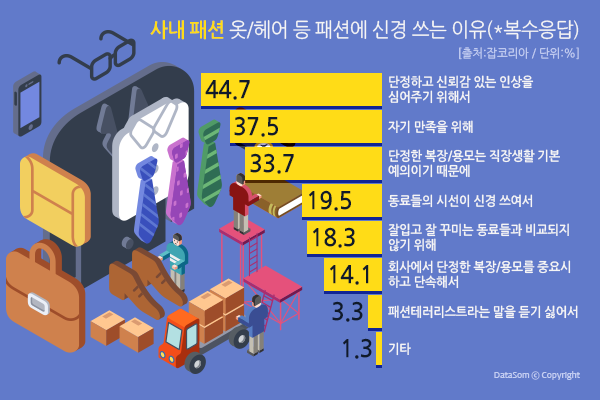 사내 패션 옷/헤어 등 패션에 신경 쓰는 이유(*복수응답)
[출처:잡코리아 / 단위:%]
44.7 단정하고 신뢰감 있는 인상을
심어주기 위해서
37.5 자기 만족을 위해
33.7 단정한 복장/용모는 직장생활 기본
예의이기 때문에
19.5 동료들의 시선이 신경 쓰여서
18.3 잘입고 잘 꾸미는 동료들과 비교되지
않기 위해
14.1 회사에서 단정한 복장/용모를 중요시
하고 단속해서
3.3 패션테러리스트라는 말을 듣기 싫어서
1.3 기타
DataSom ⓒ Copyright